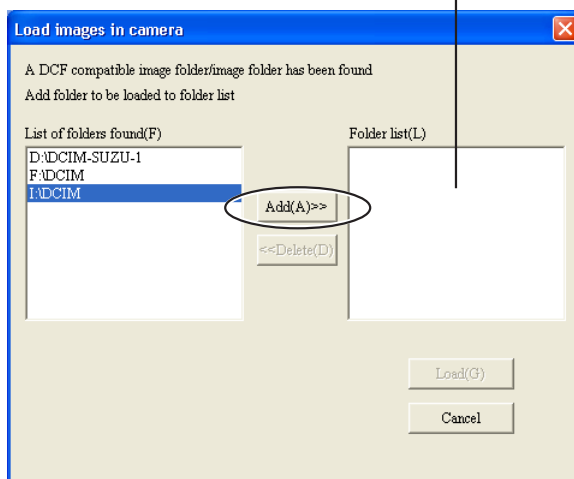 Load images in camera
A DCF compatible image folder/image folder has been found
Add folder to be loaded to folder list
List of folders found(F)
Folder list(L)
D:\DCIM-SUZU-1
F:\DCIM
I:\DCIM
Add(A)>>
<<Delete(D)
Load(G)
Cancel